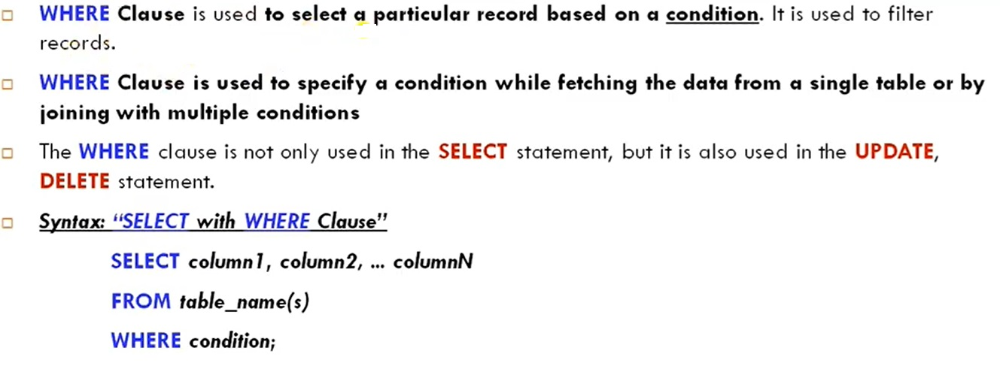 WHERE Clause is used to select a particular record based on a condition. It is used to filter
records.
WHERE Clause is used to specify a condition while fetching the data from a single table or by
joining with multiple conditions
The WHERE clause is not only used in the SELECT statement, but it is also used in the UPDATE,
DELETE statement.
Syntax: “SELECT with WHERE Clause”
SELECT column1, column2, ... columnN
FROM table_name(s)
WHERE condition;